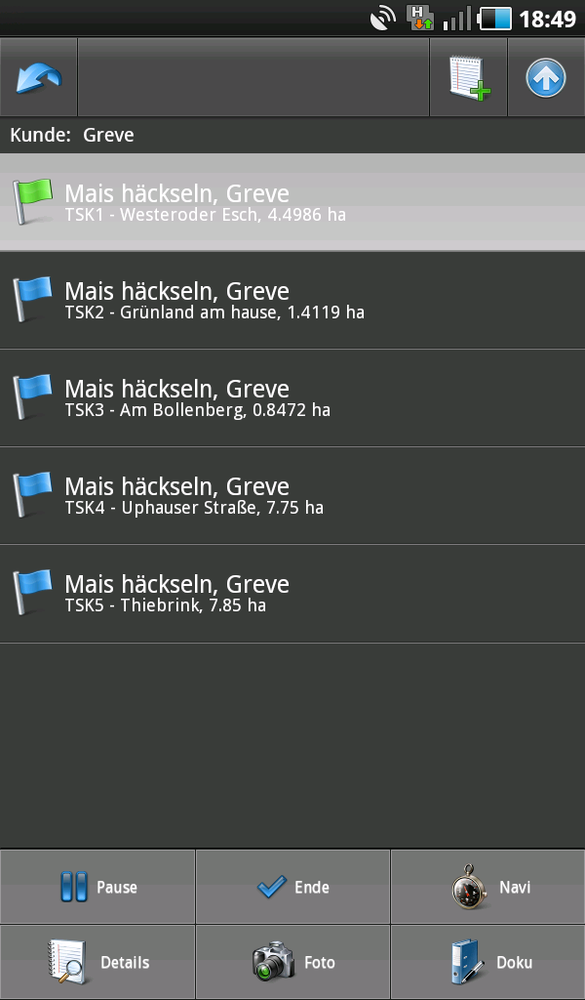 H
18:49
Kunde: Greve
Mais häckseln, Greve
TSK1 - Westeroder Esch, 4.4986 ha
Mais häckseln, Greve
TSK2 - Grünland am hause, 1.4119 ha
Mais häckseln, Greve
TSK3 - Am Bollenberg, 0.8472 ha
Mais häckseln, Greve
TSK4 - Uphauser Straße, 7.75 ha
Mais häckseln, Greve
TSK5 - Thiebrink, 7.85 ha
Pause
Ende
Navi
Details
Foto
Doku